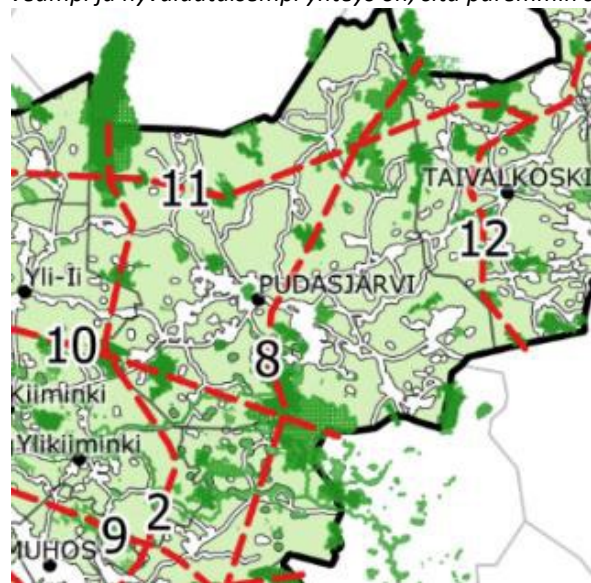 11
TAIVALKOSKI
12
Yli-Ii
PUDASJÄRVI
10
8
Kiiminki
Ylikiiminki
2
9
MUHOS